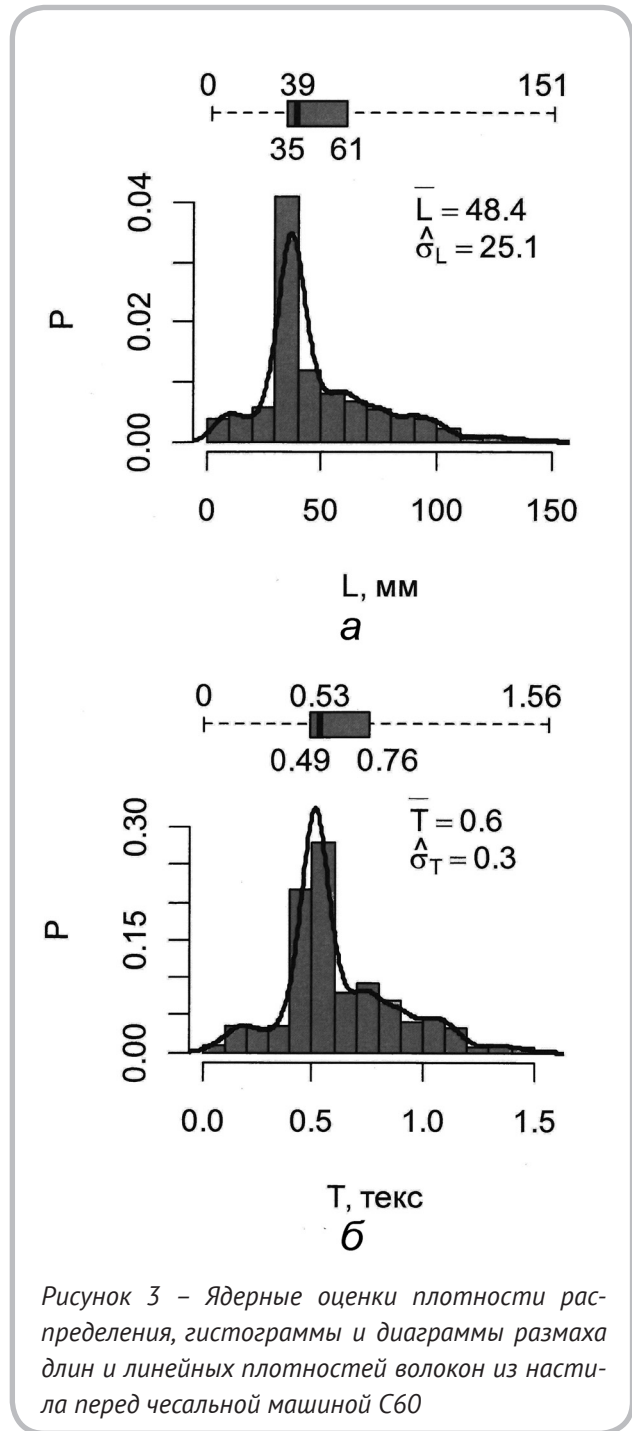 0 39 151
35 61
L̅ = 48.4
σ̂L = 25.1
P
0.04
0.02
0.00
0 50 100 150
L, мм
а
0 0.53 1.56
0.49 0.76
T̅ = 0.6
σ̂T = 0.3
P
0.30
0.15
0.00
0.0 0.5 1.0 1.5
T, текс
б
Рисунок 3 – Ядерные оценки плотности рас-
пределения, гистограммы и диаграммы размаха
длин и линейных плотностей волокон из насти-
ла перед чесальной машиной С60